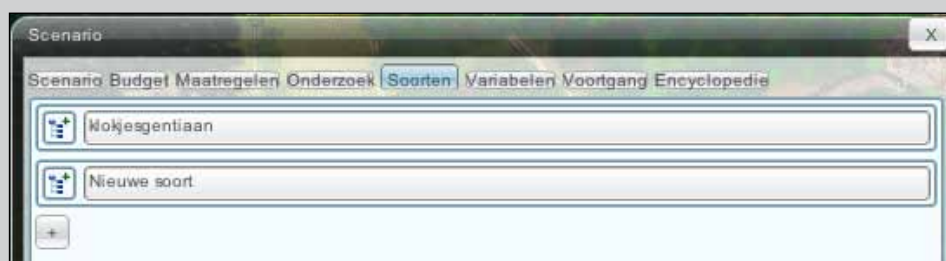 Scenario
X
Scenario Budget Maatregelen Onderzoek Soorten Variabelen Voortgang Encyclopedie
klokjesgentiaan
Nieuwe soort
+